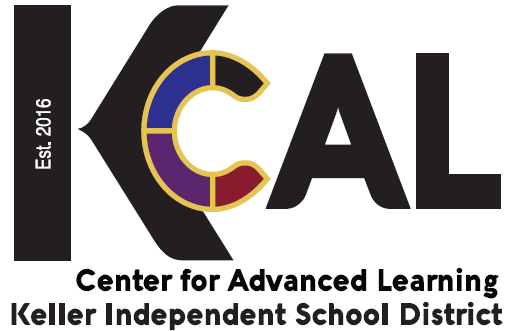 Est. 2016
KCAL
Center for Advanced Learning
Keller Independent School District